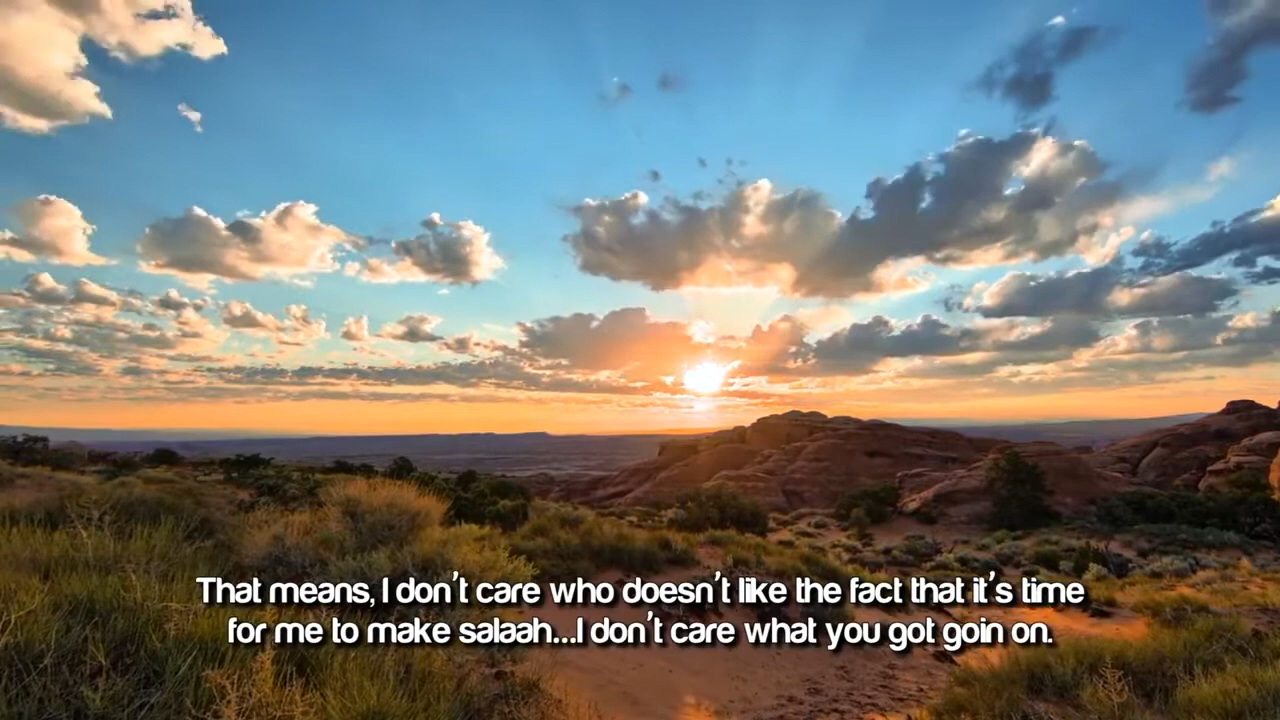 That means, I don't care who doesn't like the fact that it's time
for me to make salaah...I don't care what you got goin on.